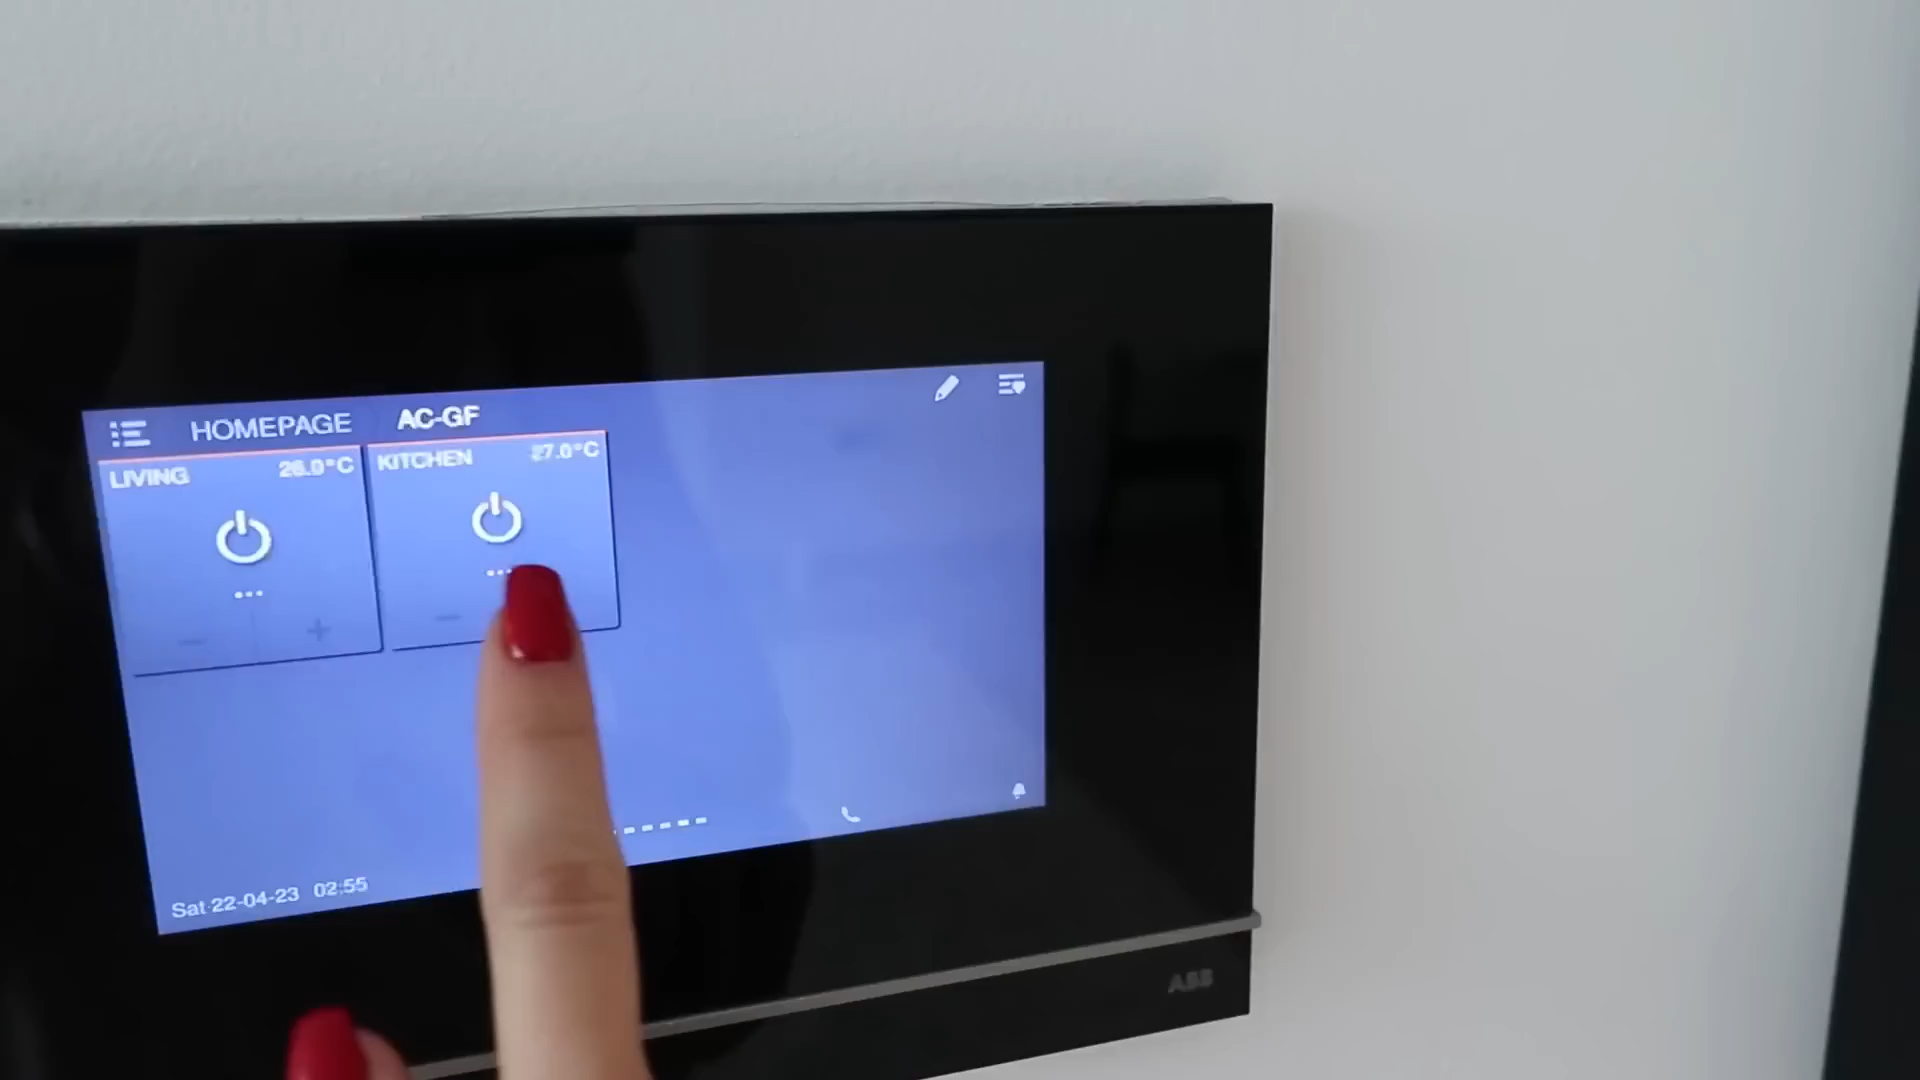 HOMEPAGE AC-GF
LIVING 26.0°C KITCHEN 27.0°C
Sat 22-04-23 02:55
ABB